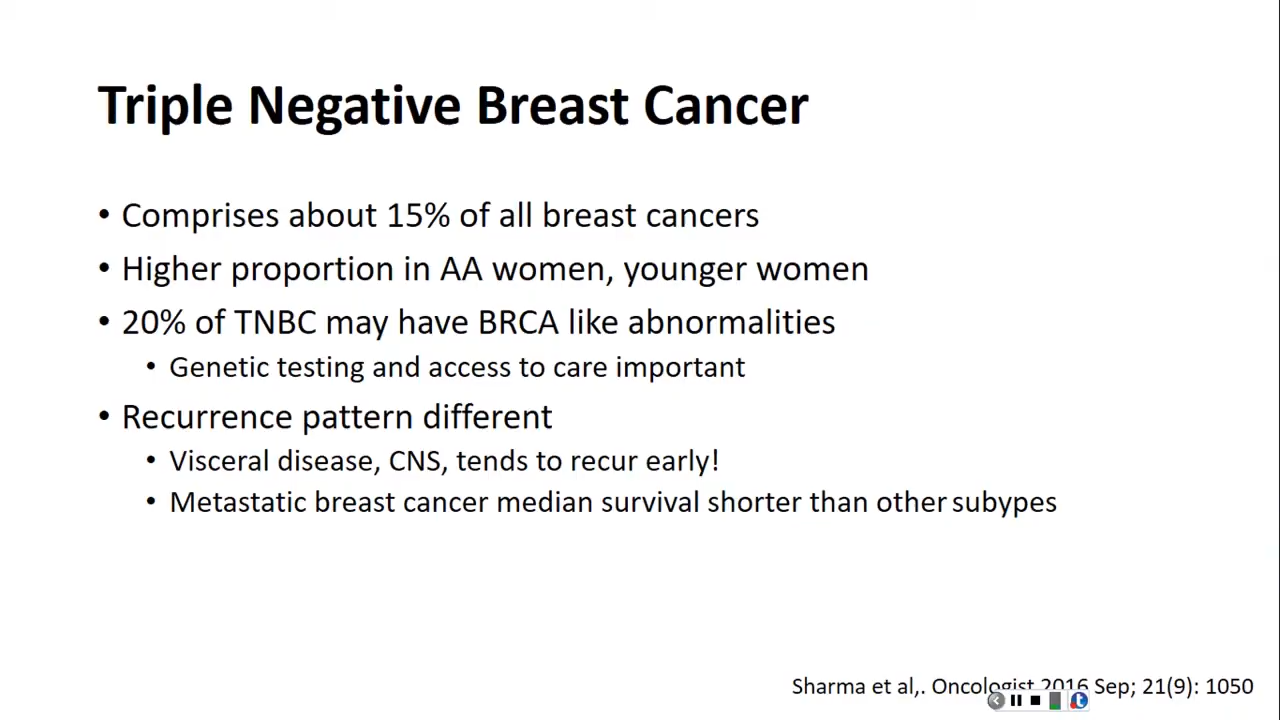 Triple Negative Breast Cancer
• Comprises about 15% of all breast cancers
• Higher proportion in AA women, younger women
• 20% of TNBC may have BRCA like abnormalities
• Genetic testing and access to care important
• Recurrence pattern different
• Visceral disease, CNS, tends to recur early!
• Metastatic breast cancer median survival shorter than other subypes
Sharma et al,. Oncologist 2016 Sep; 21(9): 1050